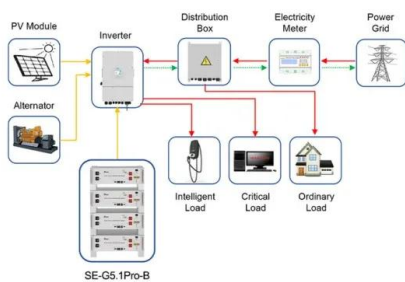 PV Module
Inverter
Distribution
Box
Electricity
Meter
Power
Grid
Alternator
Intelligent
Load
Critical
Load
Ordinary
Load
SE-G5.1Pro-B